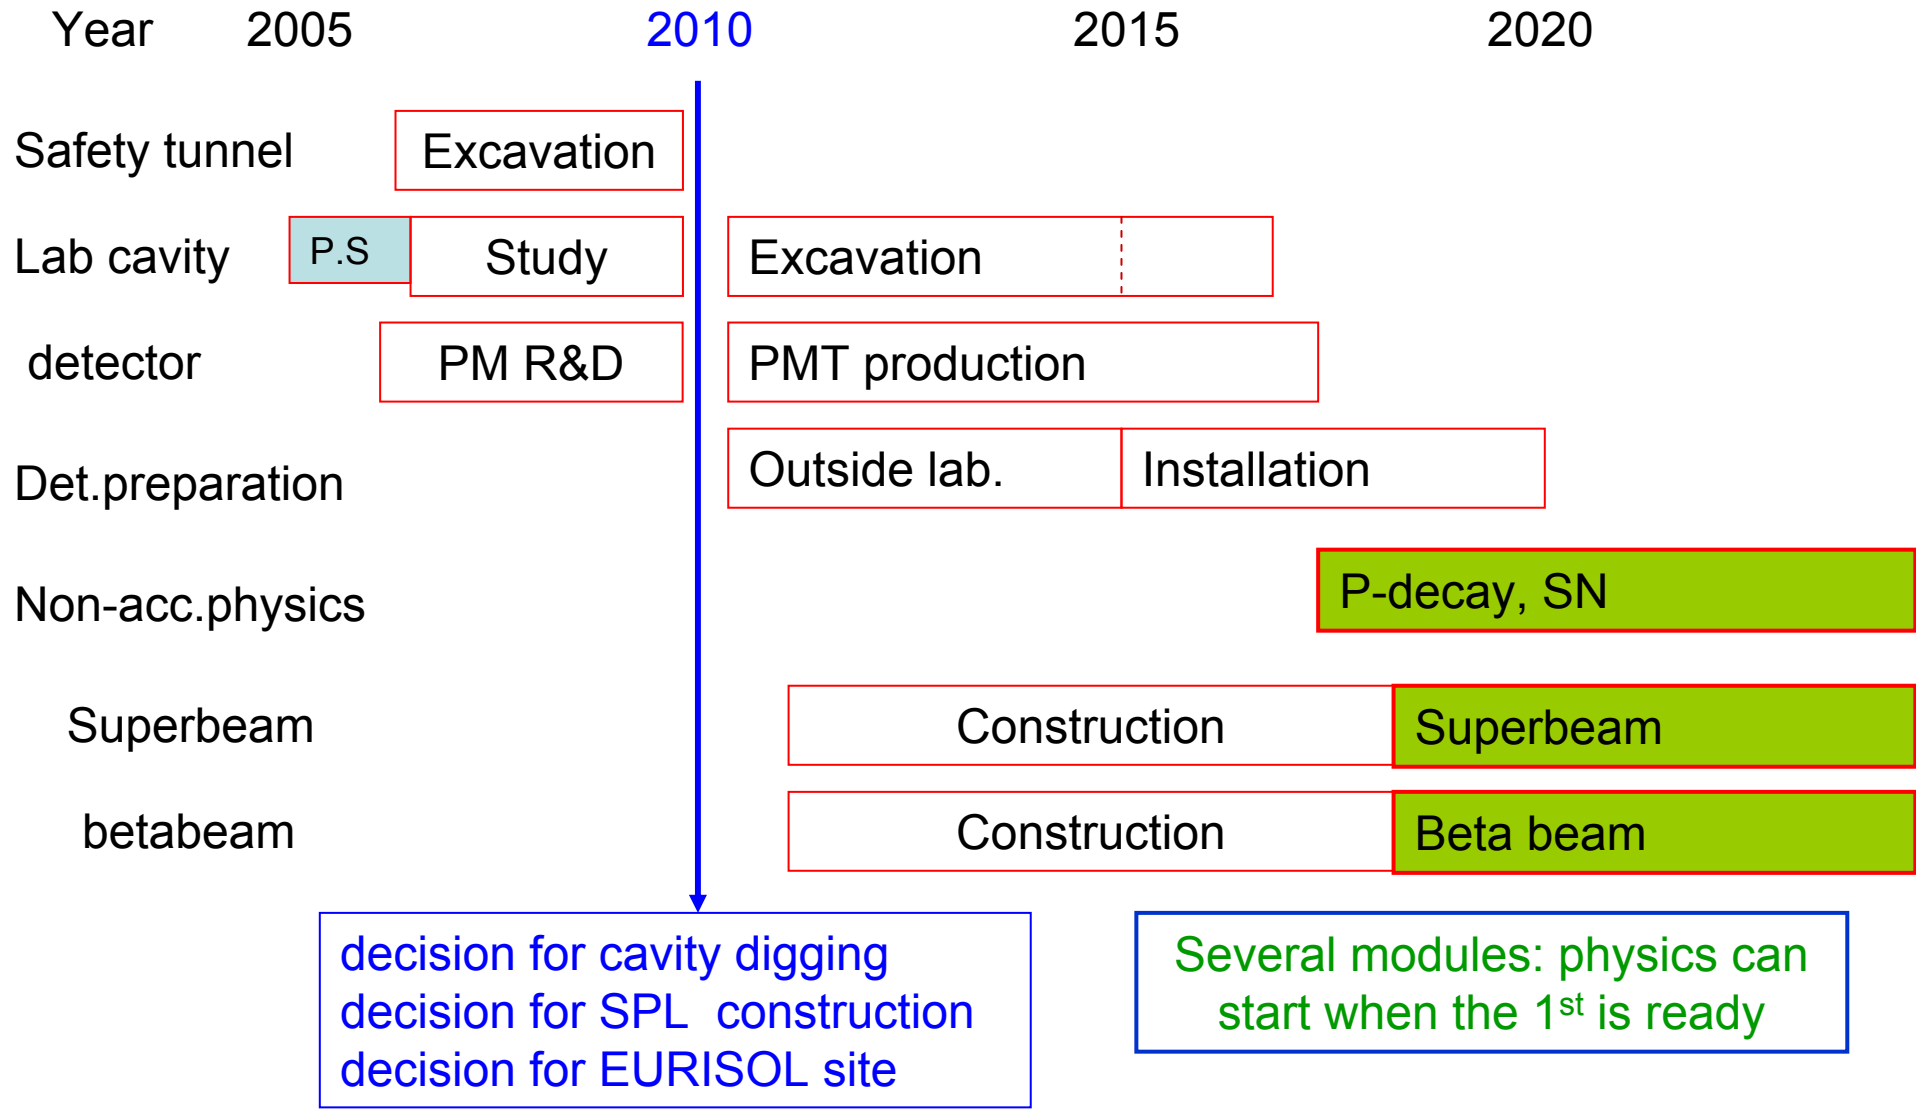 Year 2005 2010 2015 2020
Safety tunnel Excavation
Lab cavity P.S Study Excavation
detector PM R&D PMT production
Det.preparation Outside lab. Installation
Non-acc.physics P-decay, SN
Superbeam Construction Superbeam
betabeam Construction Beta beam
decision for cavity digging
decision for SPL construction
decision for EURISOL site
Several modules: physics can
start when the 1st is ready